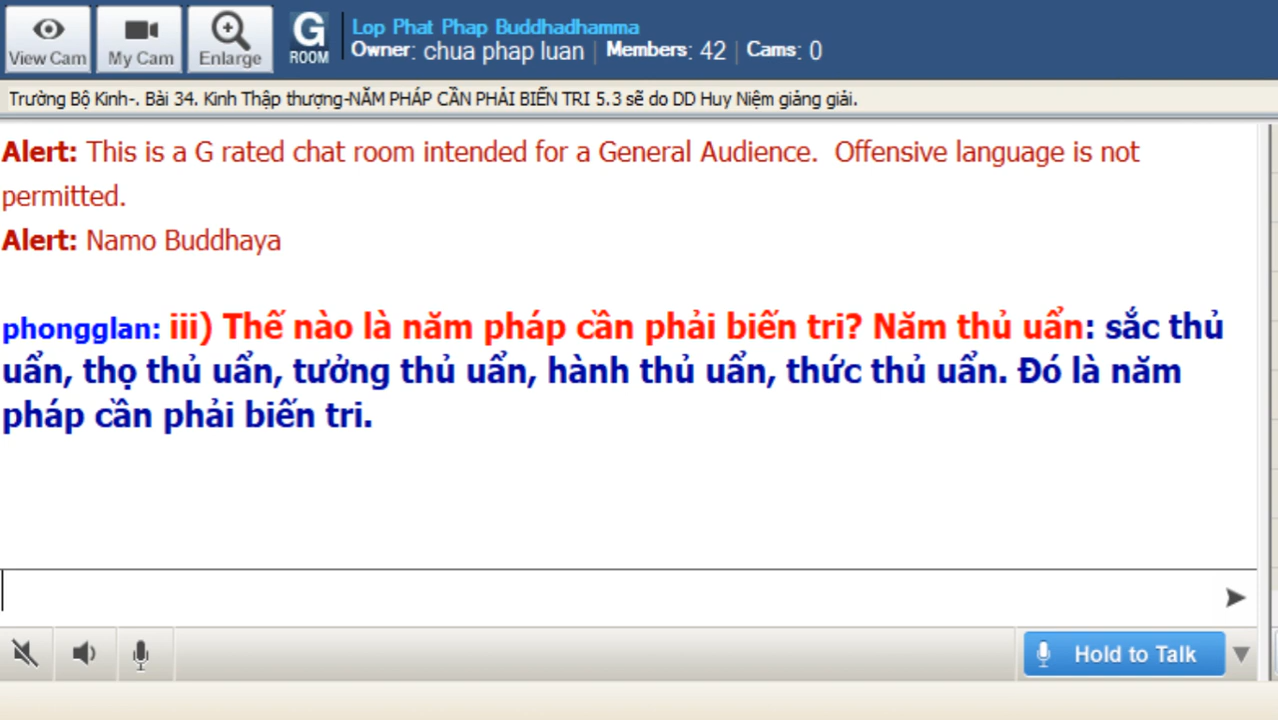 View Cam
My Cam
Enlarge
G
ROOM
Lop Phat Phap Buddhadhamma
Owner: chua phap luan | Members: 42 | Cams: 0
Trường Bộ Kinh-. Bài 34. Kinh Thập thượng-NĂM PHÁP CẦN PHẢI BIẾN TRI 5.3 sẽ do DD Huy Niệm giảng giải.
Alert: This is a G rated chat room intended for a General Audience. Offensive language is not
permitted.
Alert: Namo Buddhaya
phongglan: iii) Thế nào là năm pháp cần phải biến tri? Năm thủ uẩn: sắc thủ
uẩn, thọ thủ uẩn, tưởng thủ uẩn, hành thủ uẩn, thức thủ uẩn. Đó là năm
pháp cần phải biến tri.
Hold to Talk